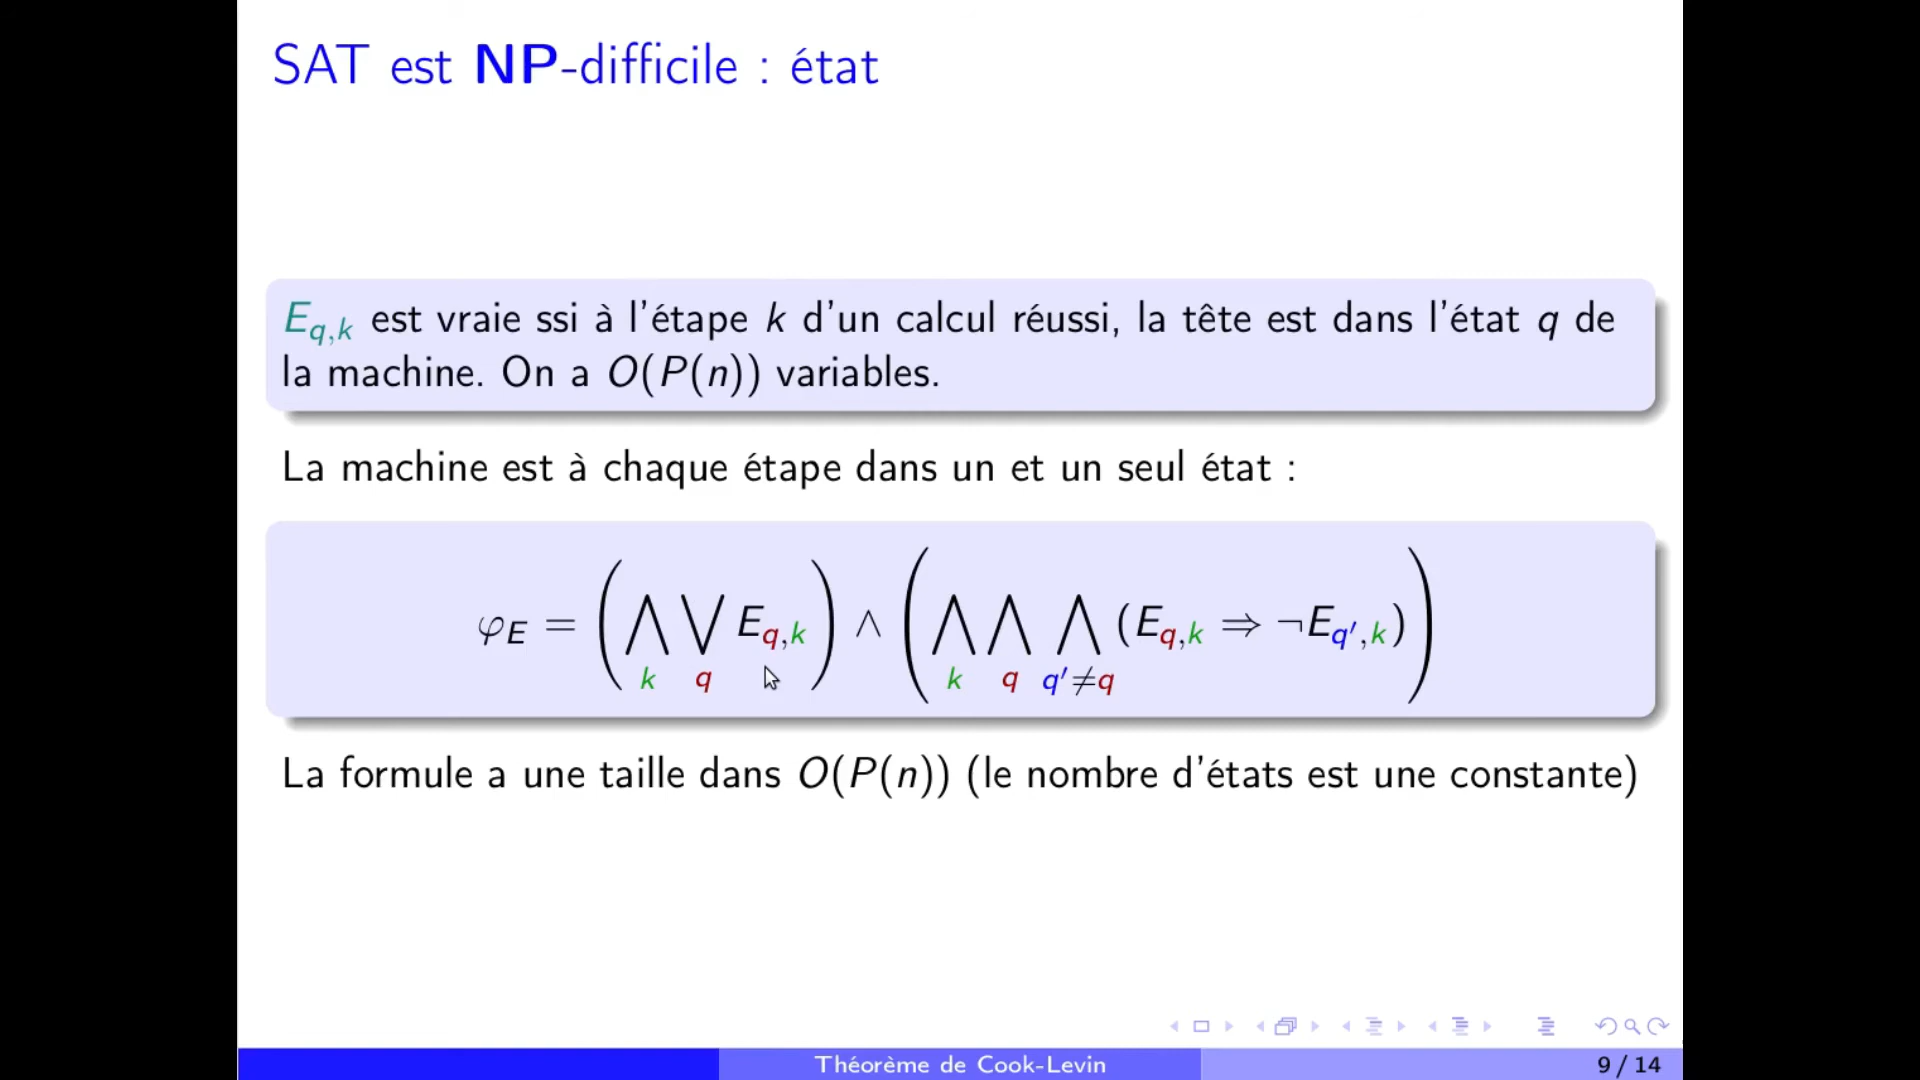 SAT est NP-difficile : état
E_{q,k} est vraie ssi à l'étape k d'un calcul réussi, la tête est dans l'état q de
la machine. On a O(P(n)) variables.
La machine est à chaque étape dans un et un seul état :
φ_E = (⋀_k ⋁_q E_{q,k}) ∧ (⋀_k ⋀_q ⋀_{q'≠q} (E_{q,k} ⇒ ¬E_{q',k}))
La formule a une taille dans O(P(n)) (le nombre d'états est une constante)
Théorème de Cook-Levin
9 / 14